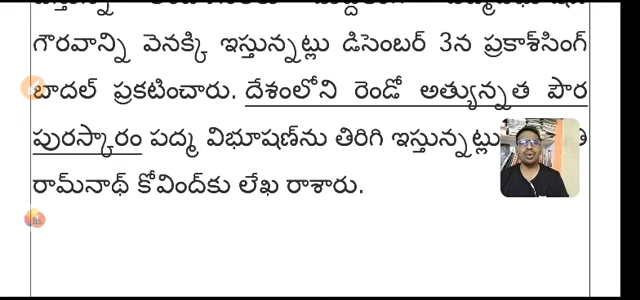 గౌరవాన్ని వెనక్కి ఇస్తున్నట్లు డిసెంబర్ 3న ప్రకాశ్‌సింగ్
బాదల్ ప్రకటించారు. దేశంలోని రెండో అత్యున్నత పౌర
పురస్కారం పద్మ విభూషణ్‌ను తిరిగి ఇస్తున్నట్లు
రామ్‌నాథ్ కోవింద్‌కు లేఖ రాశారు.